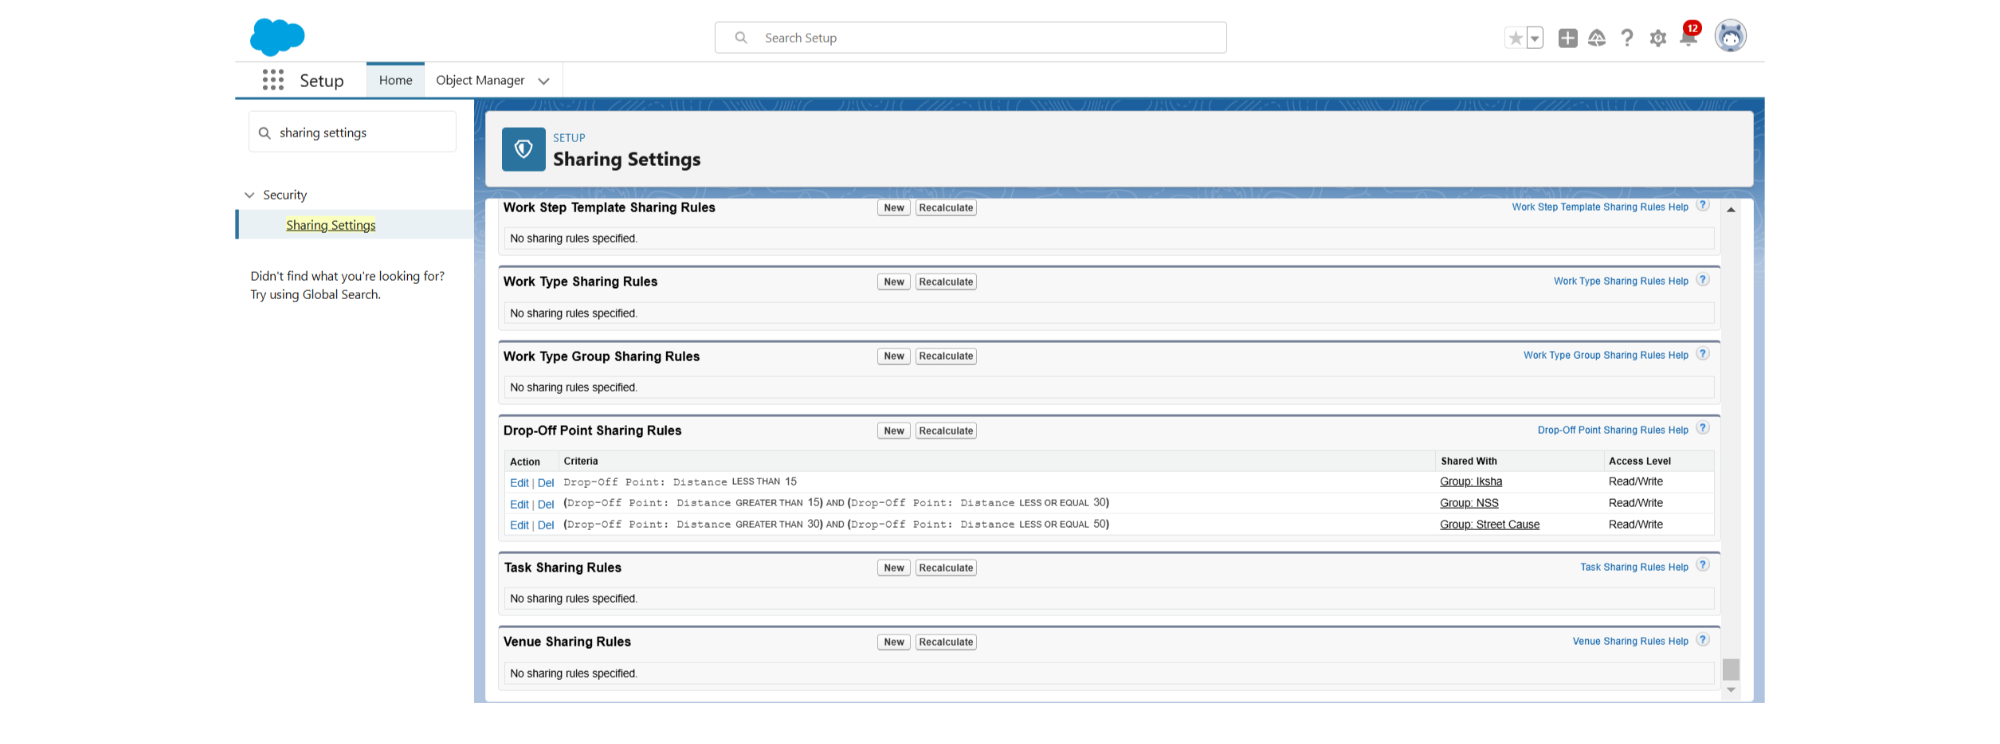 Search Setup
12
Setup
Home
Object Manager
sharing settings
Security
Sharing Settings
Didn't find what you're looking for?
Try using Global Search.
SETUP
Sharing Settings
Work Step Template Sharing Rules New Recalculate Work Step Template Sharing Rules Help ?
No sharing rules specified.
Work Type Sharing Rules New Recalculate Work Type Sharing Rules Help ?
No sharing rules specified.
Work Type Group Sharing Rules New Recalculate Work Type Group Sharing Rules Help ?
No sharing rules specified.
Drop-Off Point Sharing Rules New Recalculate Drop-Off Point Sharing Rules Help ?
Action Criteria Shared With Access Level
Edit | Del Drop-Off Point: Distance LESS THAN 15 Group: Iksha Read/Write
Edit | Del (Drop-Off Point: Distance GREATER THAN 15) AND (Drop-Off Point: Distance LESS OR EQUAL 30) Group: NSS Read/Write
Edit | Del (Drop-Off Point: Distance GREATER THAN 30) AND (Drop-Off Point: Distance LESS OR EQUAL 50) Group: Street Cause Read/Write
Task Sharing Rules New Recalculate Task Sharing Rules Help ?
No sharing rules specified.
Venue Sharing Rules New Recalculate Venue Sharing Rules Help ?
No sharing rules specified.